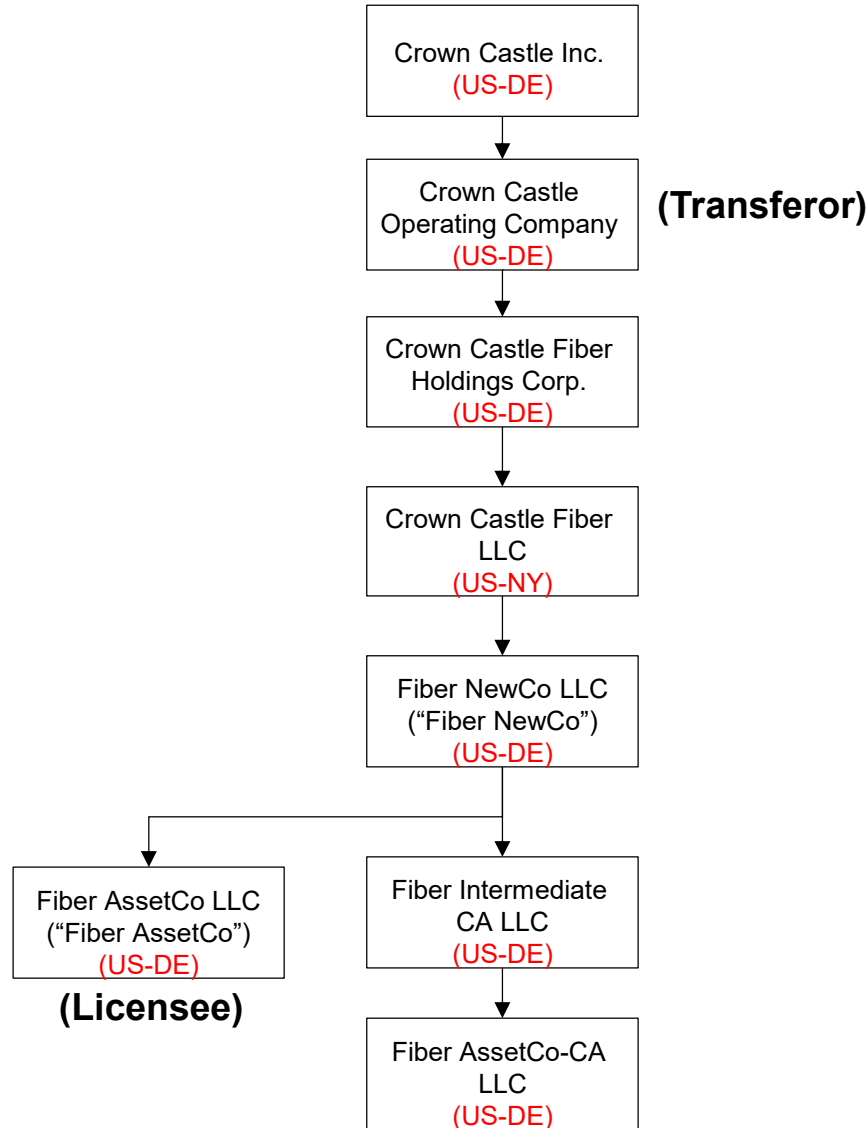 Crown Castle Inc.
(US-DE)
Crown Castle
Operating Company
(US-DE)
(Transferor)
Crown Castle Fiber
Holdings Corp.
(US-DE)
Crown Castle Fiber
LLC
(US-NY)
Fiber NewCo LLC
(“Fiber NewCo”)
(US-DE)
Fiber AssetCo LLC
(“Fiber AssetCo”)
(US-DE)
(Licensee)
Fiber Intermediate
CA LLC
(US-DE)
Fiber AssetCo-CA
LLC
(US-DE)